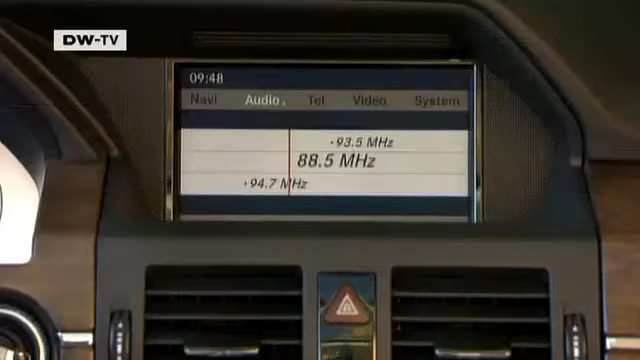 DW-TV
09:48
Navi Audio Tel Video System
93.5 MHz
88.5 MHz
94.7 MHz